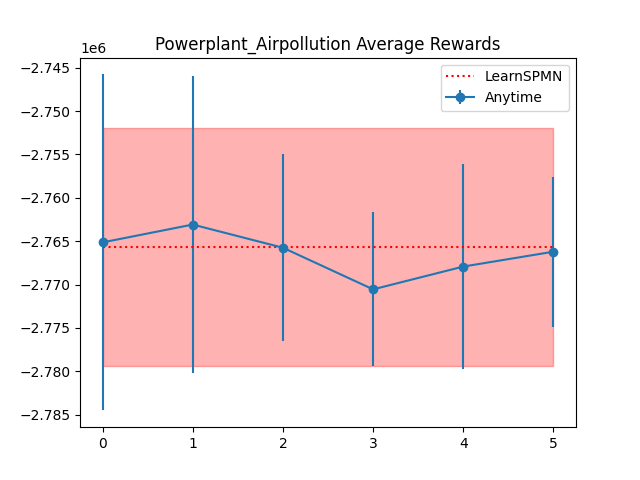 Powerplant_Airpollution Average Rewards
1e6
LearnSPMN
Anytime
−2.745
−2.750
−2.755
−2.760
−2.765
−2.770
−2.775
−2.780
−2.785
0 1 2 3 4 5